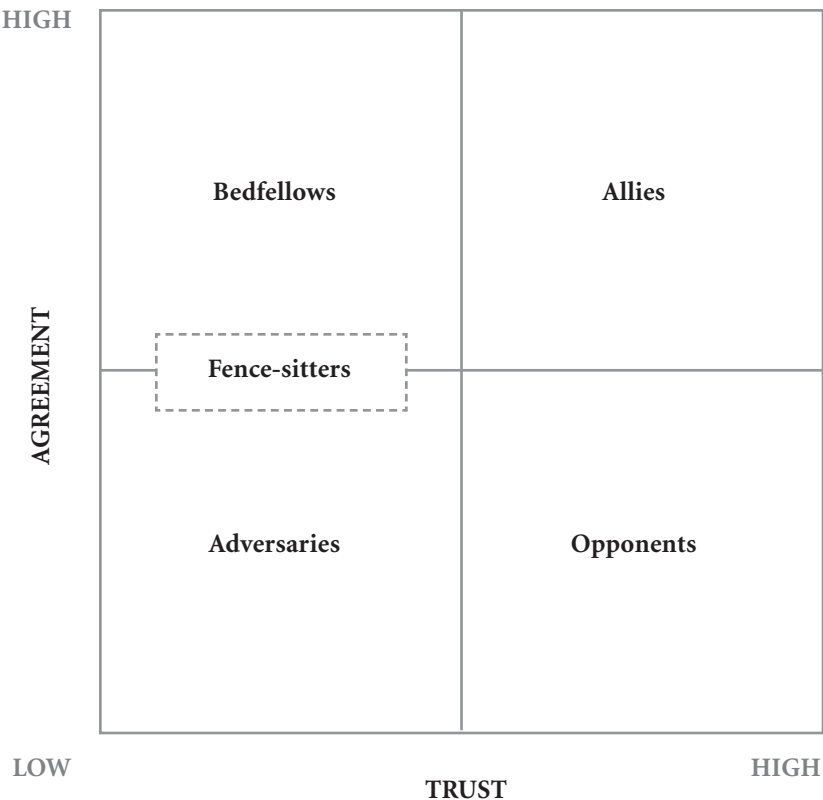 HIGH
Bedfellows
Allies
AGREEMENT
Fence-sitters
Adversaries
Opponents
LOW
HIGH
TRUST